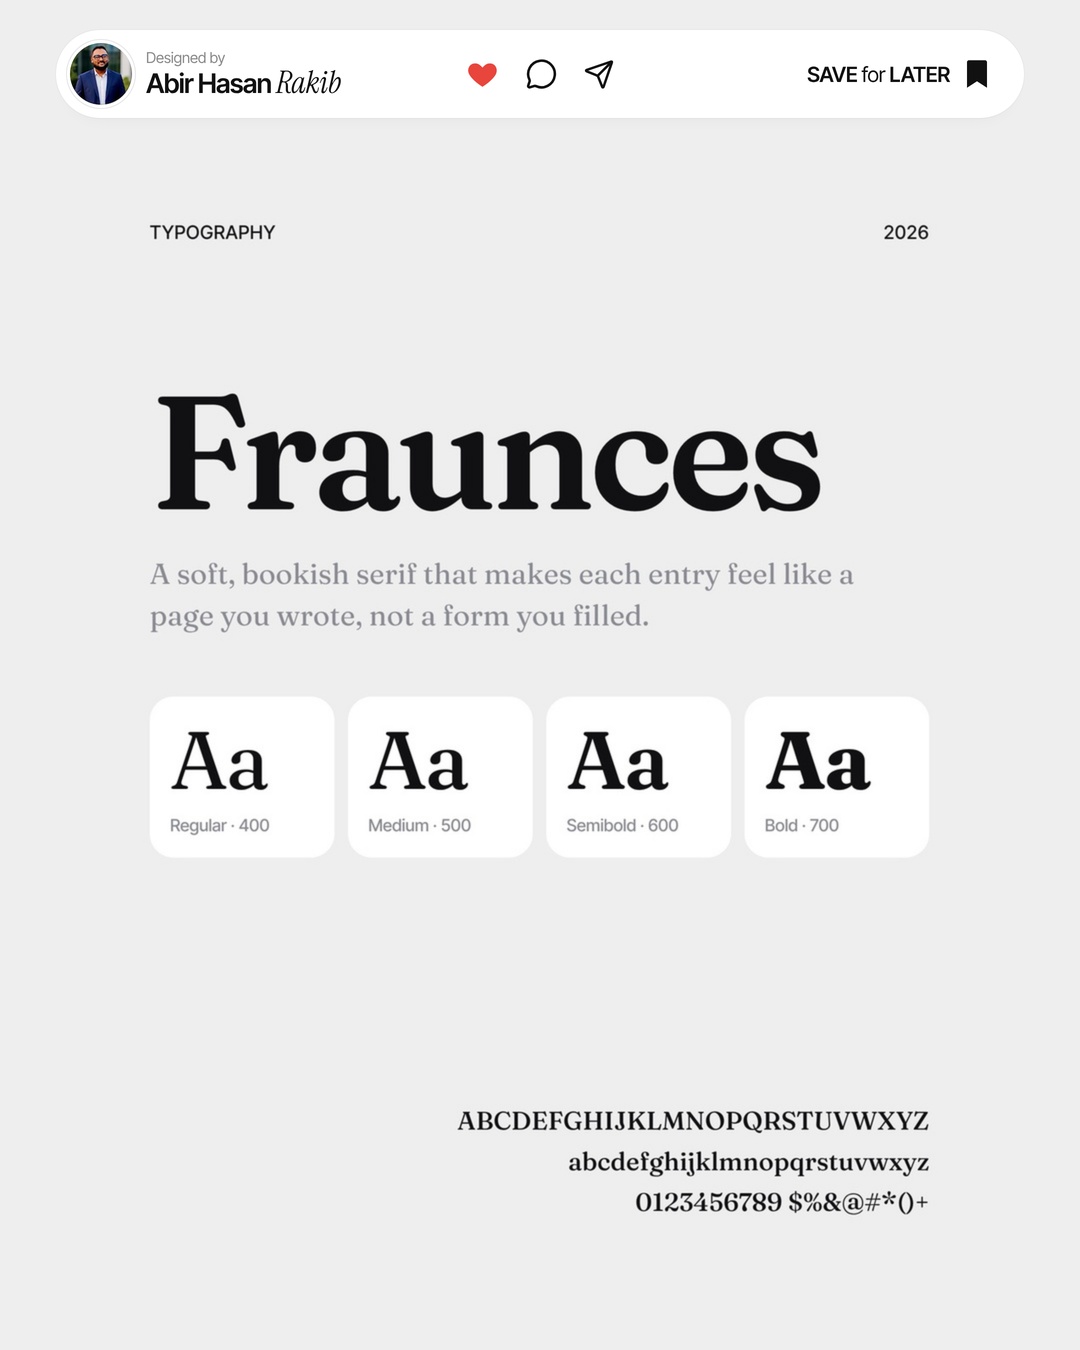 Designed by
Abir Hasan Rakib
SAVE for LATER
TYPOGRAPHY
2026
Fraunces
A soft, bookish serif that makes each entry feel like a
page you wrote, not a form you filled.
Aa
Regular · 400
Aa
Medium · 500
Aa
Semibold · 600
Aa
Bold · 700
ABCDEFGHIJKLMNOPQRSTUVWXYZ
abcdefghijklmnopqrstuvwxyz
0123456789 $%&@#*()+